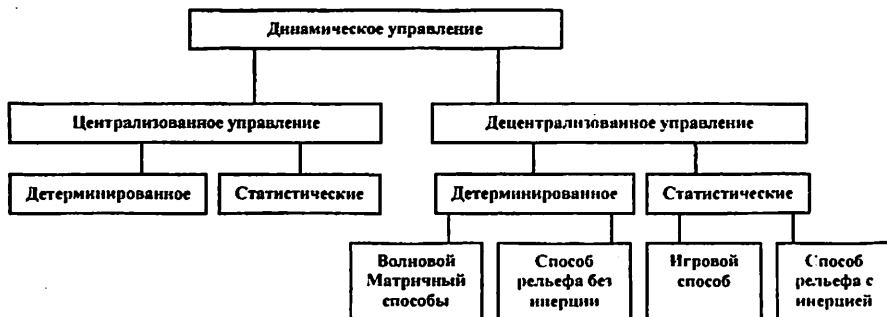 Динамическое управление
Централизованное управление
Децентрализованное управление
Детерминированное
Статистические
Детерминированное
Статистические
Волновой
Матричный
способы
Способ
рельефа без
инерции
Игровой
способ
Способ
рельефа с
инерцией